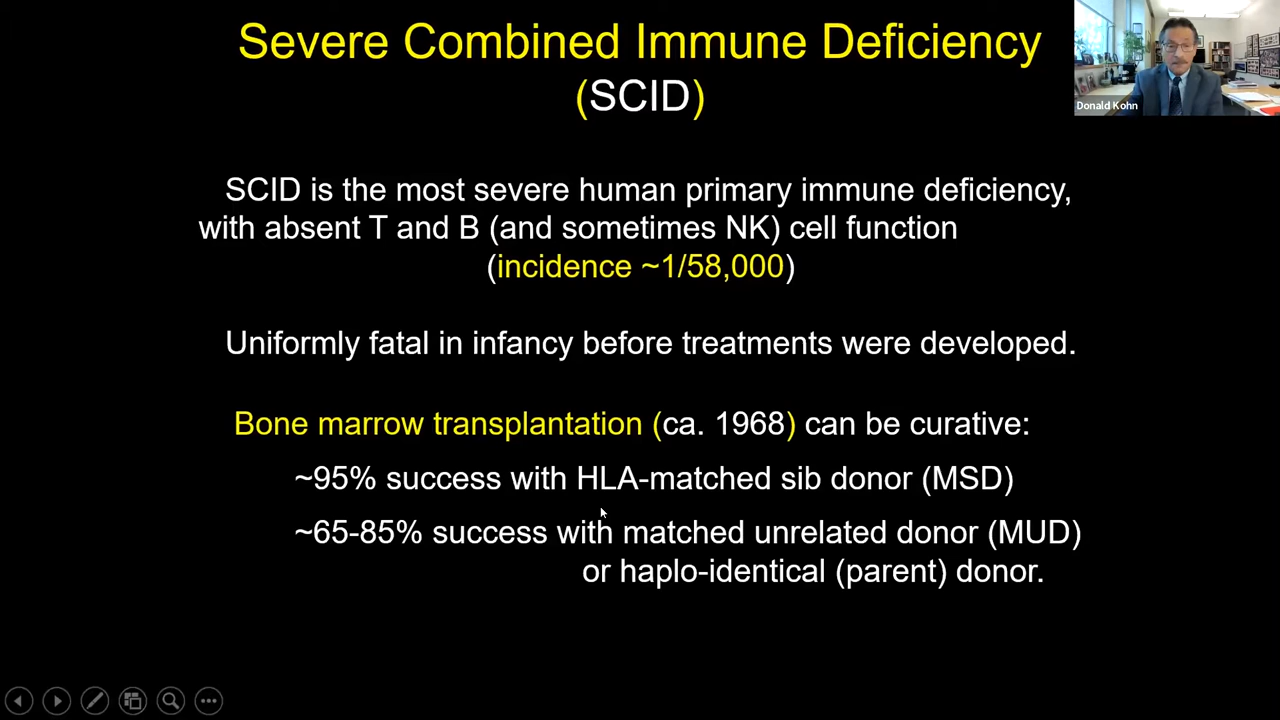 Severe Combined Immune Deficiency
(SCID)
Donald Kohn
SCID is the most severe human primary immune deficiency,
with absent T and B (and sometimes NK) cell function
(incidence ~1/58,000)
Uniformly fatal in infancy before treatments were developed.
Bone marrow transplantation (ca. 1968) can be curative:
~95% success with HLA-matched sib donor (MSD)
~65-85% success with matched unrelated donor (MUD)
or haplo-identical (parent) donor.